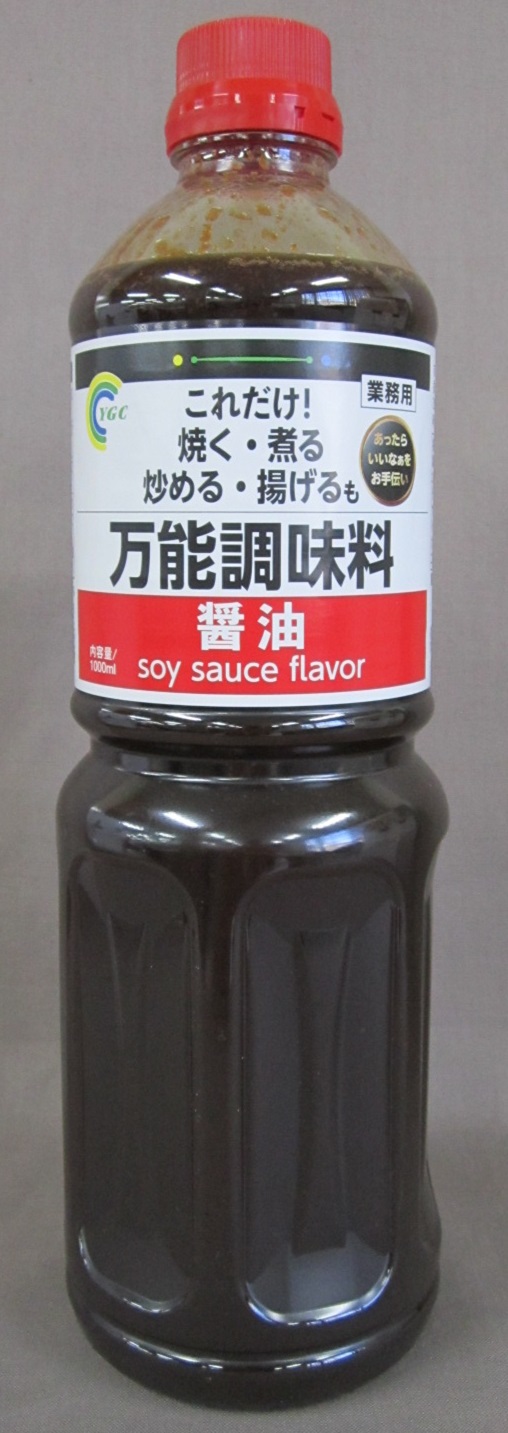 YGC
業務用
これだけ!
焼く・煮る
炒める・揚げるも
あったら
いいなぁを
お手伝い
万能調味料
醤油
内容量/
1000ml
soy sauce flavor